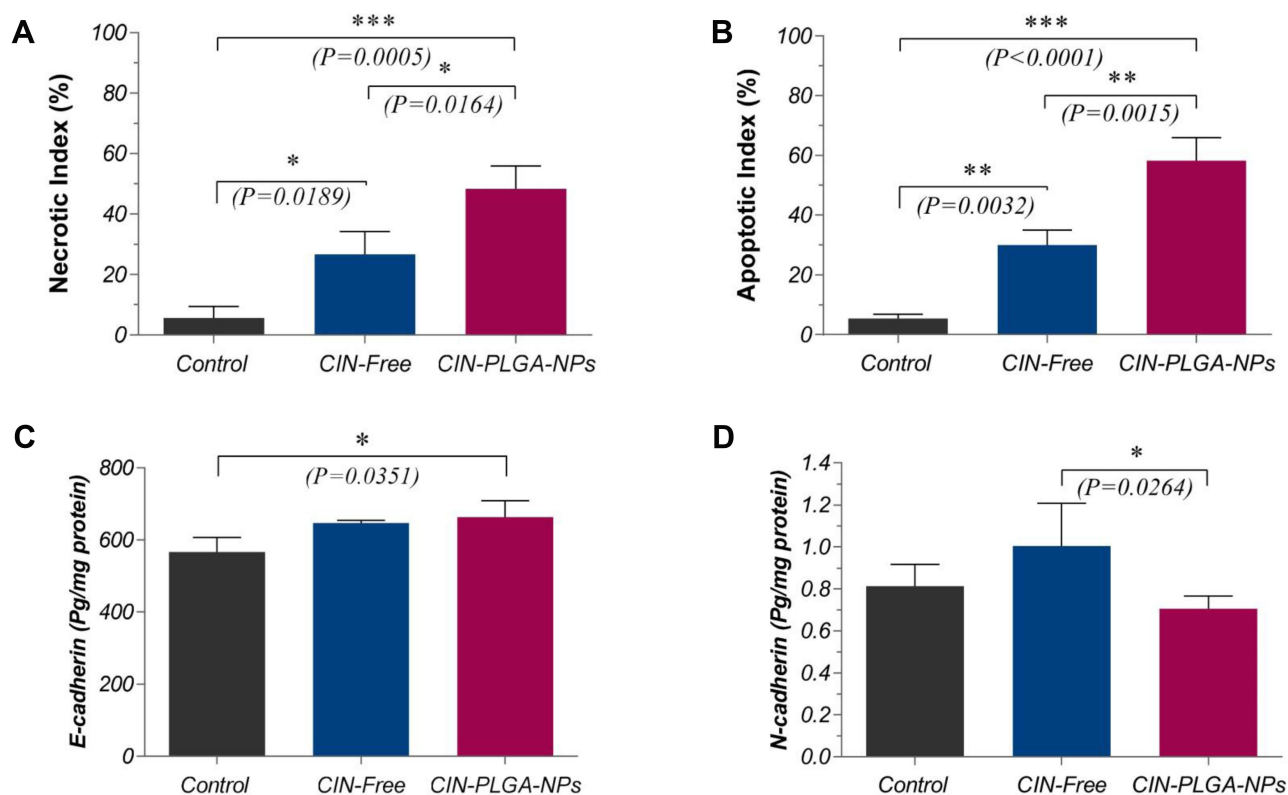 A
Necrotic Index (%)
100
80
60
40
20
0
***
(P=0.0005)
*
(P=0.0164)
*
(P=0.0189)
Control
CIN-Free
CIN-PLGA-NPs
B
Apoptotic Index (%)
100
80
60
40
20
0
***
(P<0.0001)
**
(P=0.0015)
**
(P=0.0032)
Control
CIN-Free
CIN-PLGA-NPs
C
E-cadherin (Pg/mg protein)
800
600
400
200
0
*
(P=0.0351)
Control
CIN-Free
CIN-PLGA-NPs
D
N-cadherin (Pg/mg protein)
1.4
1.2
1.0
0.8
0.6
0.4
0.2
0.0
*
(P=0.0264)
Control
CIN-Free
CIN-PLGA-NPs